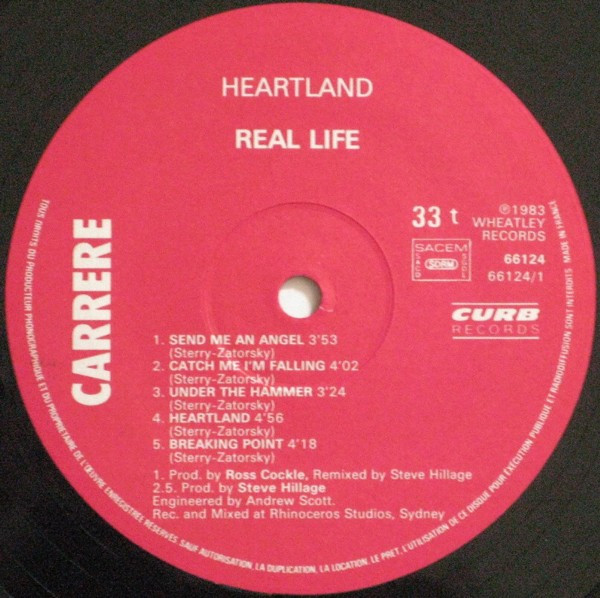 HEARTLAND
REAL LIFE
CARRERE
33 t
℗1983
WHEATLEY
RECORDS
SACEM
SDRM
66124
66124/1
CURB
RECORDS
1. SEND ME AN ANGEL 3'53
(Sterry-Zatorsky)
2. CATCH ME I'M FALLING 4'02
(Sterry-Zatorsky)
3. UNDER THE HAMMER 3'24
(Sterry-Zatorsky)
4. HEARTLAND 4'56
(Sterry-Zatorsky)
5. BREAKING POINT 4'18
(Sterry-Zatorsky)
1. Prod. by Ross Cockle, Remixed by Steve Hillage
2.5. Prod. by Steve Hillage
Engineered by Andrew Scott.
Rec. and Mixed at Rhinoceros Studios, Sydney
TOUS DROITS DU PRODUCTEUR PHONOGRAPHIQUE ET DU PROPRIETAIRE DE L'ŒUVRE ENREGISTREE RESERVES. SAUF AUTORISATION, LA DUPLICATION, LA LOCATION, LE PRET, L'UTILISATION DE CE DISQUE POUR EXECUTION PUBLIQUE ET RADIODIFFUSION SONT INTERDITS MADE IN FRANCE